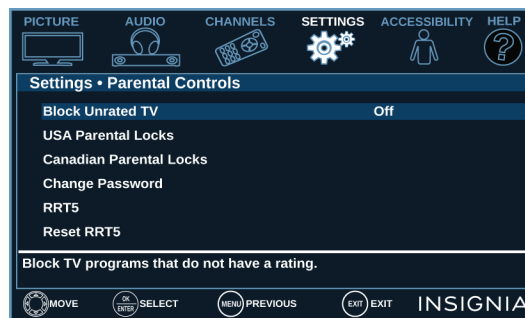 PICTURE AUDIO CHANNELS SETTINGS ACCESSIBILITY HELP
?
Settings • Parental Controls
Block Unrated TV Off
USA Parental Locks
Canadian Parental Locks
Change Password
RRT5
Reset RRT5
Block TV programs that do not have a rating.
MOVE OK ENTER SELECT MENU PREVIOUS EXIT EXIT INSIGNIA